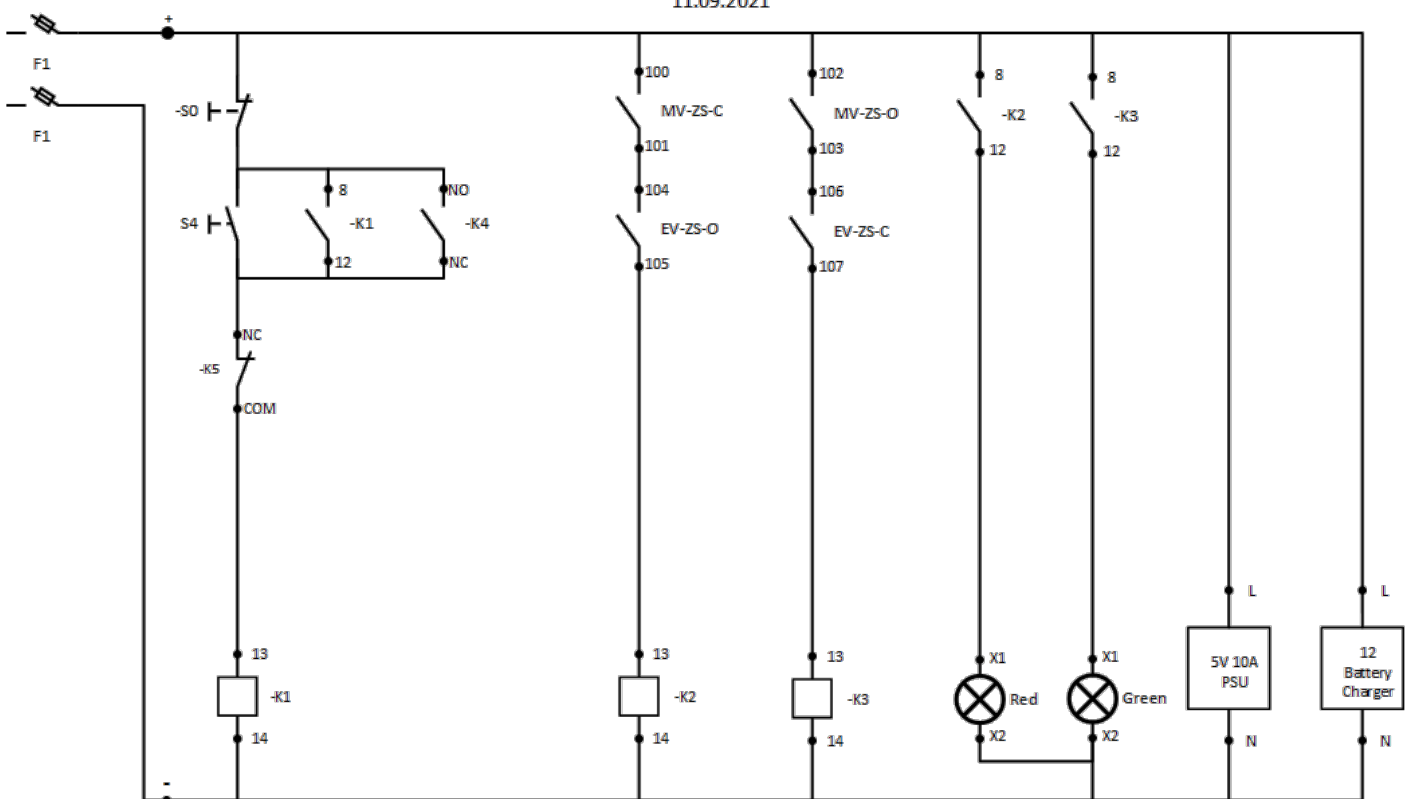 11.09.2021
+
F1
F1
-S0
S4
8
-K1
12
NO
-K4
NC
NC
-K5
COM
13
-K1
14
-
100
MV-ZS-C
101
104
EV-ZS-O
105
13
-K2
14
102
MV-ZS-O
103
106
EV-ZS-C
107
13
-K3
14
8
-K2
12
X1
Red
X2
8
-K3
12
X1
Green
X2
L
5V 10A
PSU
N
L
12
Battery
Charger
N